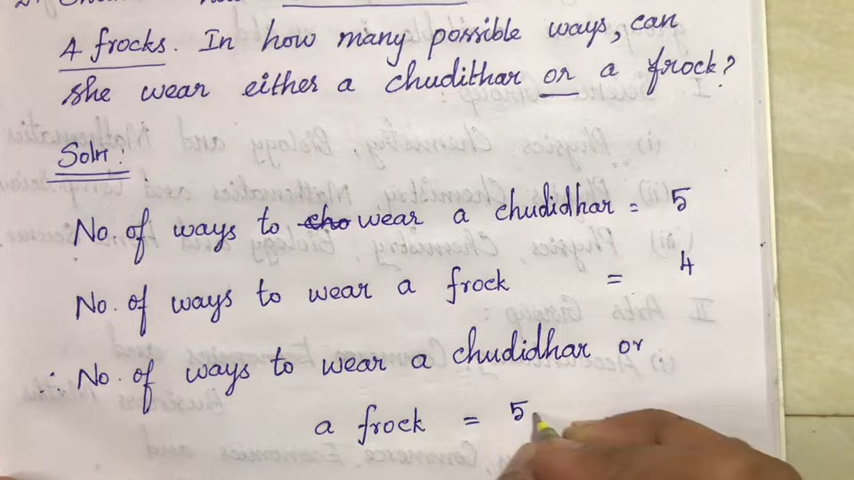 4 frocks. In how many possible ways, can
she wear either a chudithar or a frock?
Soln:
No. of ways to wear a chudidhar = 5
No. of ways to wear a frock = 4
∴ No. of ways to wear a chudidhar or
a frock = 5